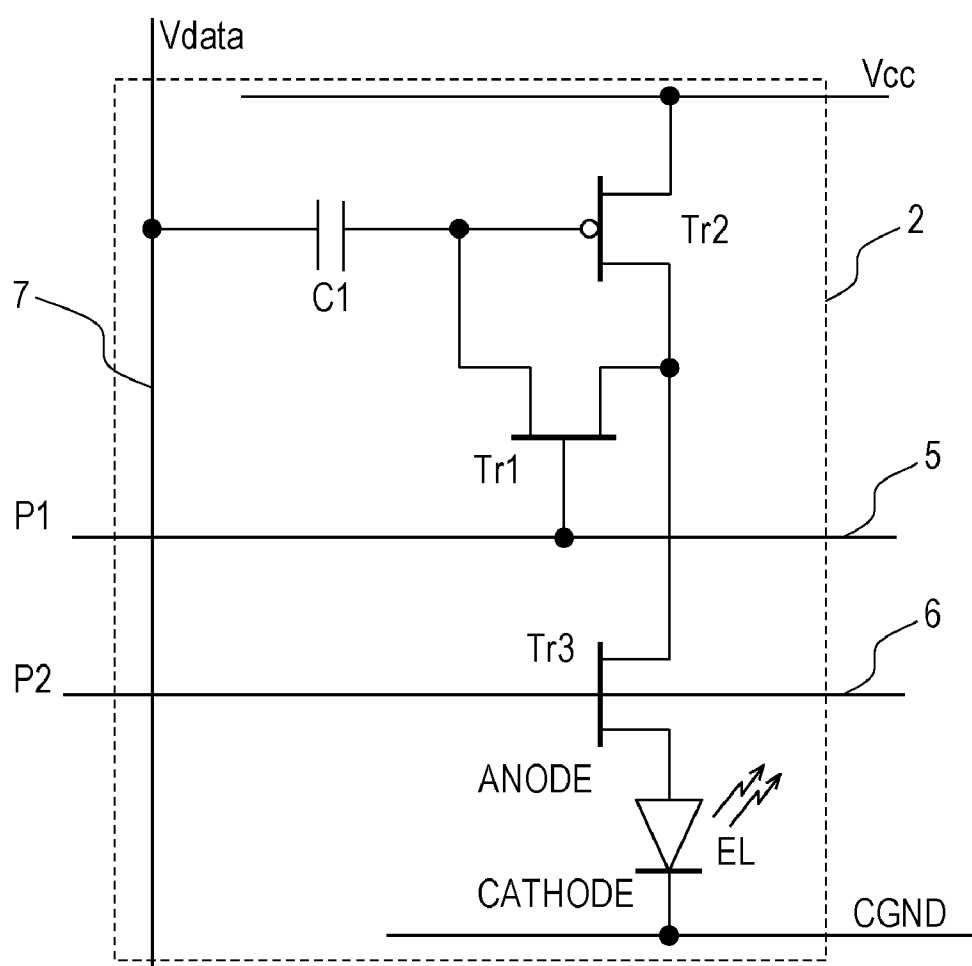 Vdata
Vcc
Tr2
2
7
C1
Tr1
5
P1
6
Tr3
P2
ANODE
EL
CATHODE
CGND